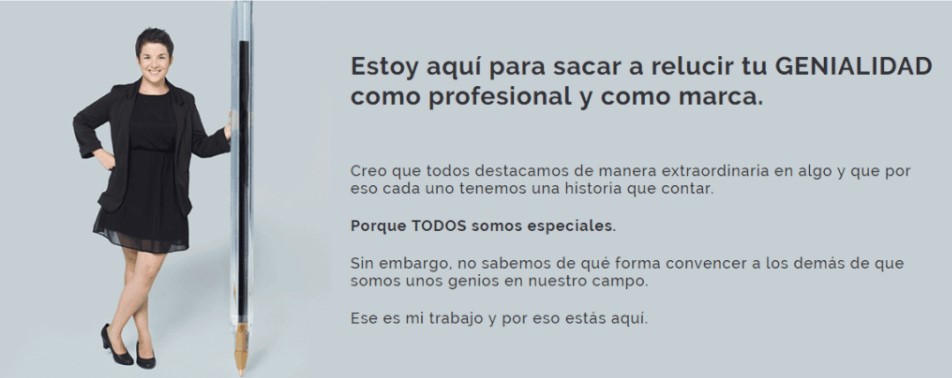 Estoy aquí para sacar a relucir tu GENIALIDAD
como profesional y como marca.
Creo que todos destacamos de manera extraordinaria en algo y que por
eso cada uno tenemos una historia que contar.
Porque TODOS somos especiales.
Sin embargo, no sabemos de qué forma convencer a los demás de que
somos unos genios en nuestro campo.
Ese es mi trabajo y por eso estás aquí.